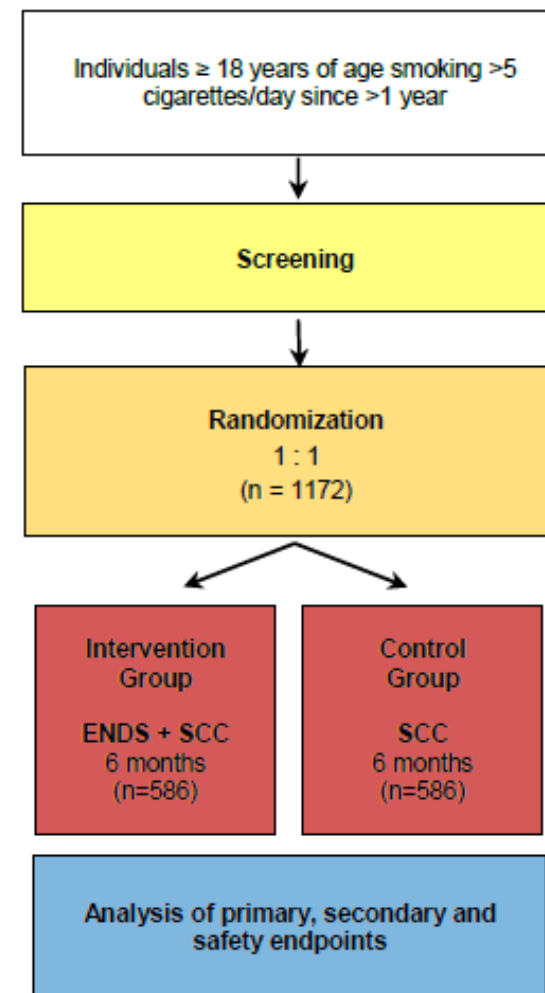 Individuals ≥ 18 years of age smoking >5
cigarettes/day since >1 year
Screening
Randomization
1 : 1
(n = 1172)
Intervention
Group
ENDS + SCC
6 months
(n=586)
Control
Group
SCC
6 months
(n=586)
Analysis of primary, secondary and
safety endpoints